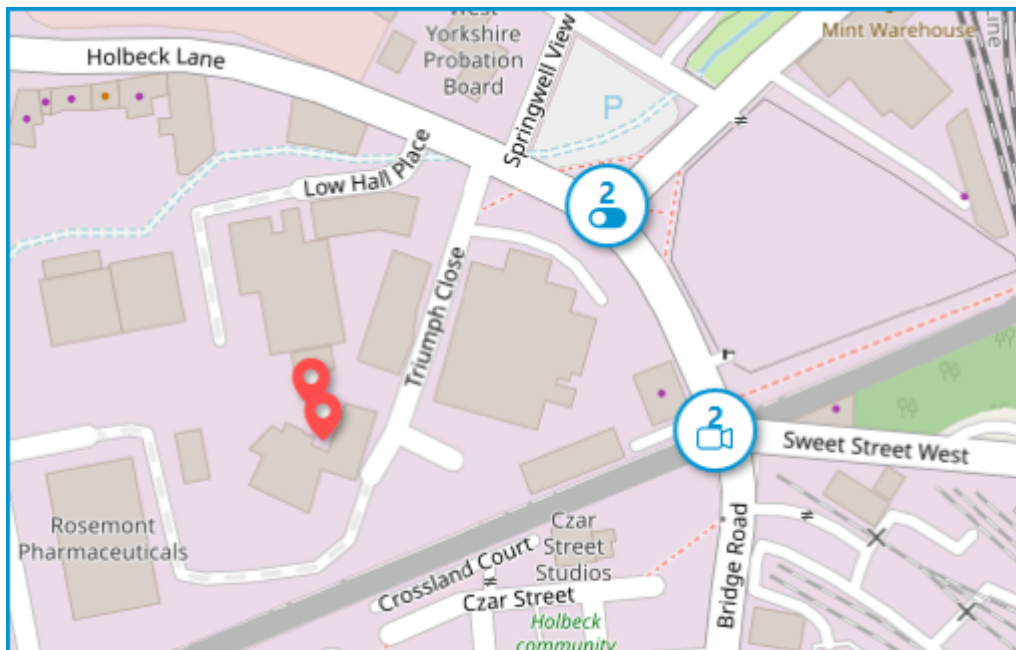 West
Yorkshire
Probation
Board
Mint Warehouse
Line
Holbeck Lane
Springwell View
P
Low Hall Place
2
Triumph Close
2
Sweet Street West
Rosemont
Pharmaceuticals
Czar
Street
Studios
Crossland Court
Czar Street
Bridge Road
Holbeck
community